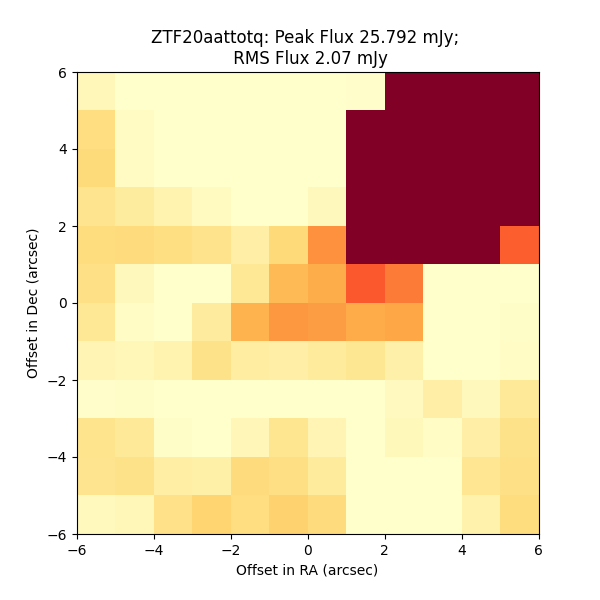 ZTF20aattotq: Peak Flux 25.792 mJy;
RMS Flux 2.07 mJy
6
4
2
0
−2
−4
−6
Offset in Dec (arcsec)
−6 −4 −2 0 2 4 6
Offset in RA (arcsec)